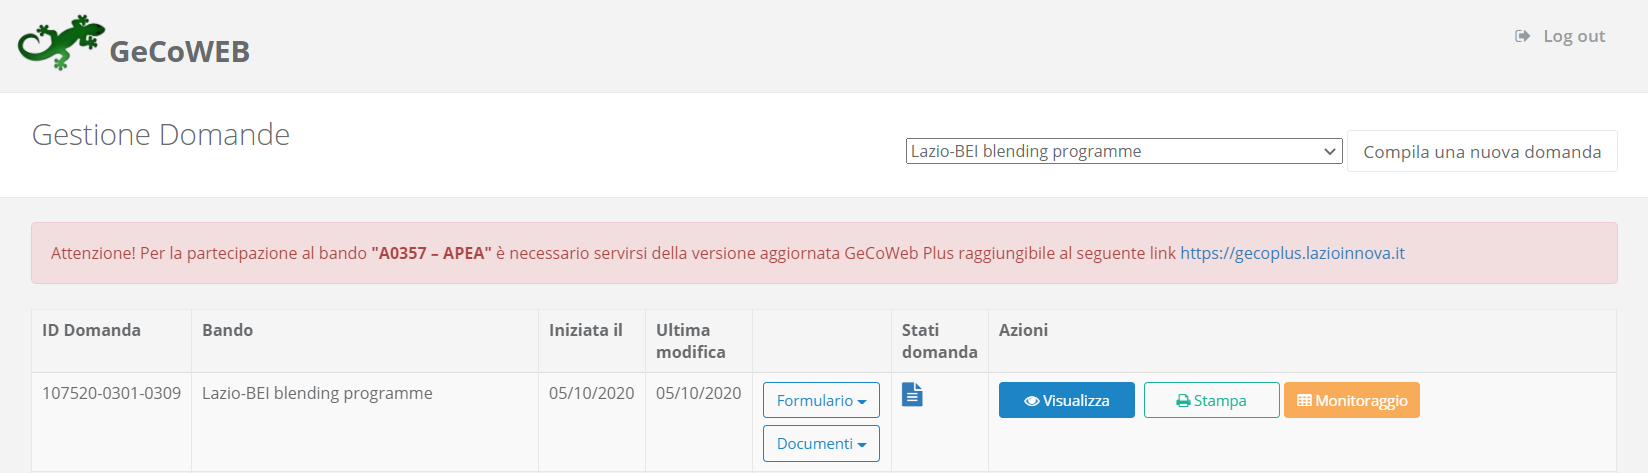 GeCoWEB
Log out
Gestione Domande
Lazio-BEI blending programme
Compila una nuova domanda
Attenzione! Per la partecipazione al bando "A0357 – APEA" è necessario servirsi della versione aggiornata GeCoWeb Plus raggiungibile al seguente link https://gecoplus.lazioinnova.it
ID Domanda
Bando
Iniziata il
Ultima
modifica
Stati
domanda
Azioni
107520-0301-0309
Lazio-BEI blending programme
05/10/2020
05/10/2020
Formulario
Documenti
Visualizza
Stampa
Monitoraggio